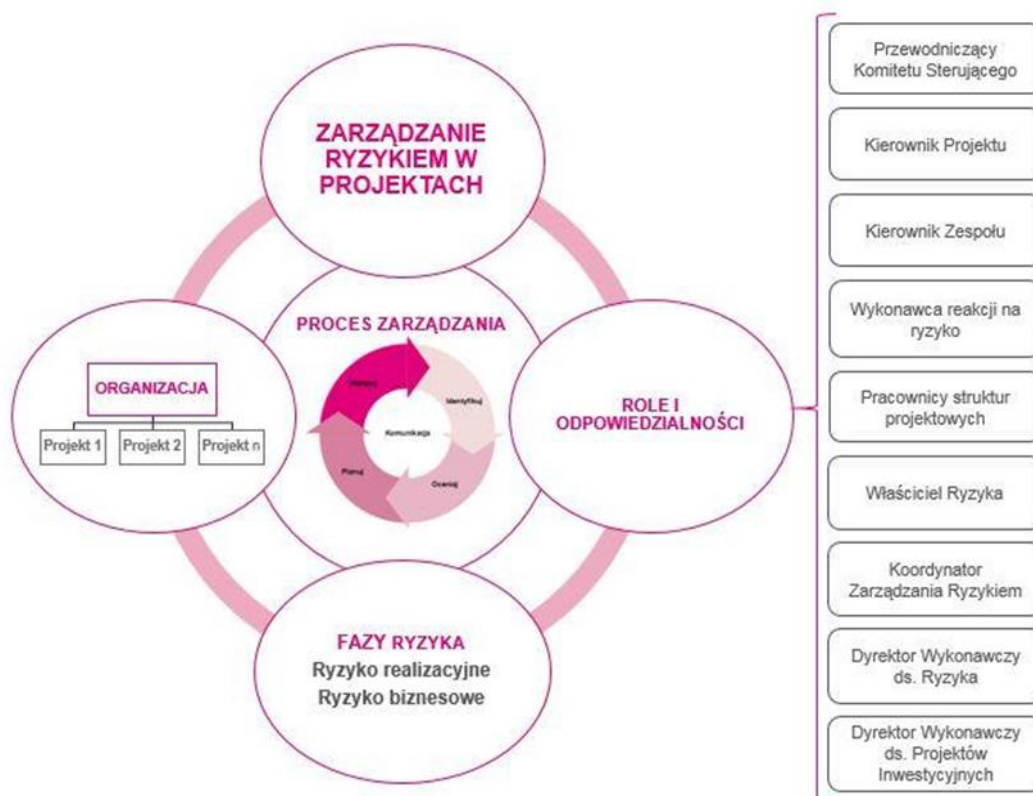 ZARZĄDZANIE
RYZYKIEM W
PROJEKTACH
PROCES ZARZĄDZANIA
Identyfikuj
Oceniaj
Planuj
Komunikacja
ORGANIZACJA
Projekt 1
Projekt 2
Projekt n
ROLE I
ODPOWIEDZIALNOŚCI
FAZY RYZYKA
Ryzyko realizacyjne
Ryzyko biznesowe
Przewodniczący
Komitetu Sterującego
Kierownik Projektu
Kierownik Zespołu
Wykonawca reakcji na
ryzyko
Pracownicy struktur
projektowych
Właściciel Ryzyka
Koordynator
Zarządzania Ryzykiem
Dyrektor Wykonawczy
ds. Ryzyka
Dyrektor Wykonawczy
ds. Projektów
Inwestycyjnych